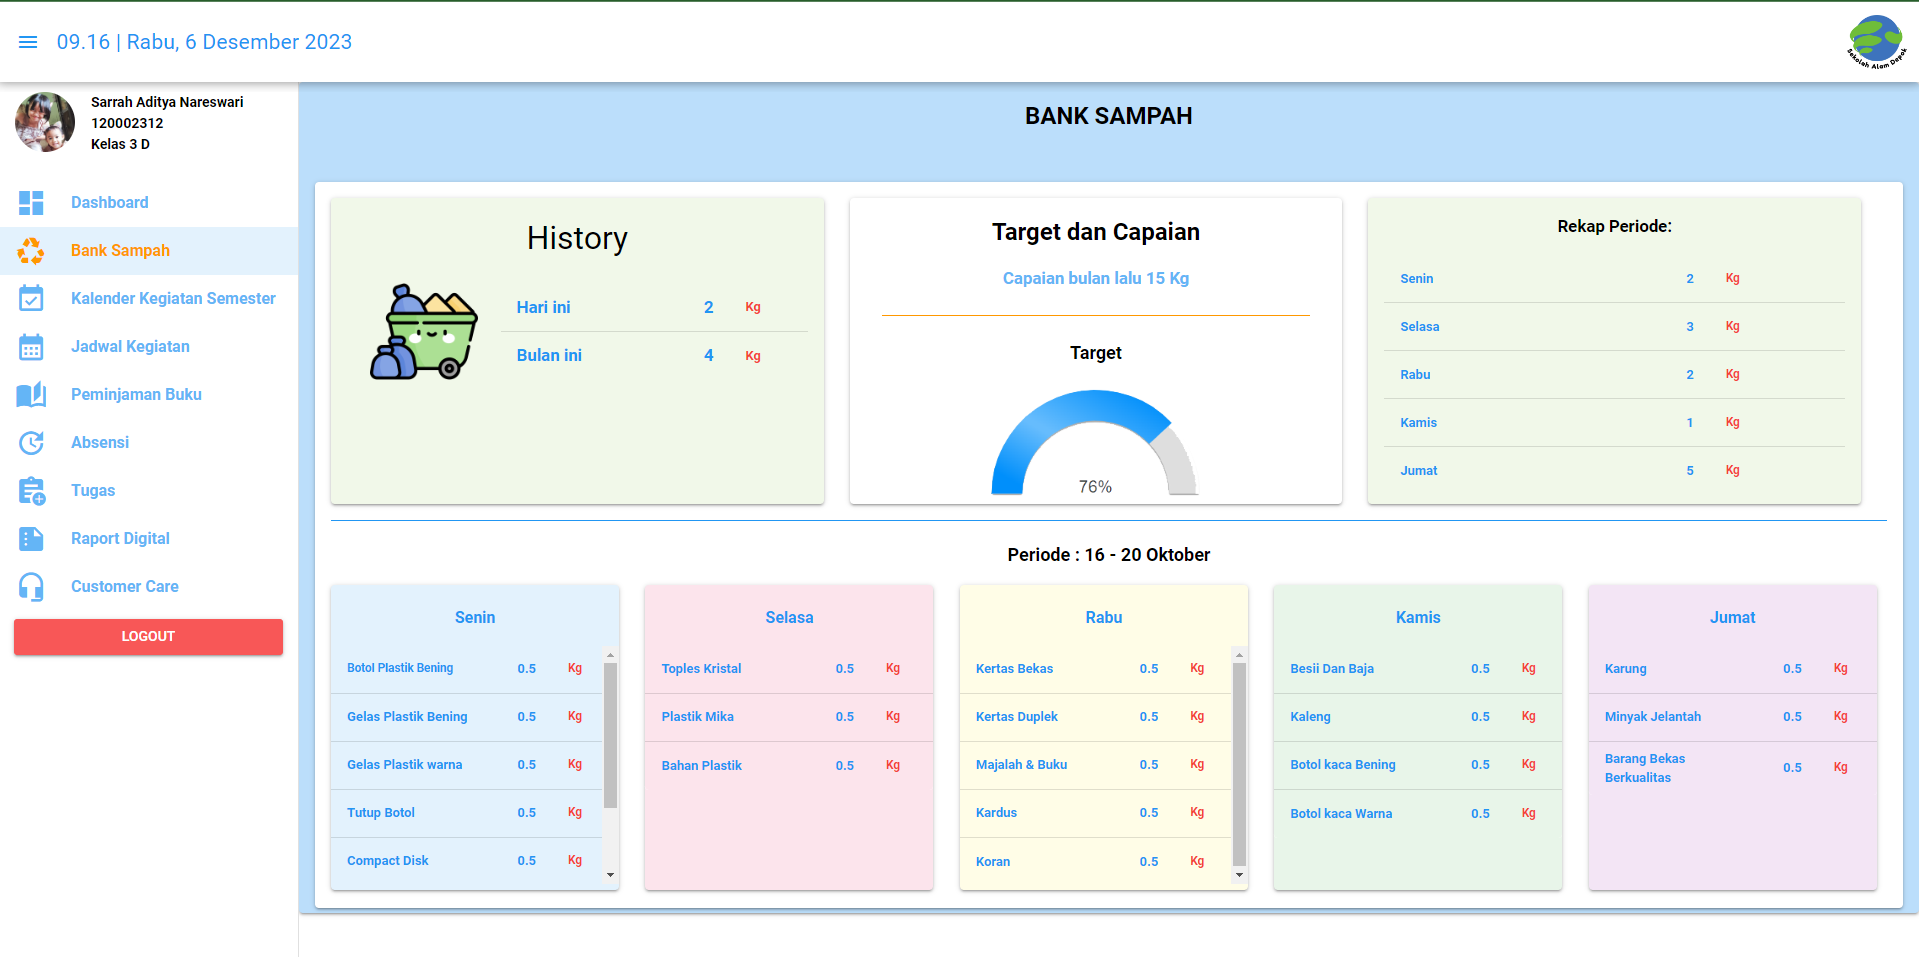 09.16 | Rabu, 6 Desember 2023
Sekolah Alam Depok
Sarrah Aditya Nareswari
120002312
Kelas 3 D
Dashboard
Bank Sampah
Kalender Kegiatan Semester
Jadwal Kegiatan
Peminjaman Buku
Absensi
Tugas
Raport Digital
Customer Care
LOGOUT
BANK SAMPAH
History
Hari ini 2 Kg
Bulan ini 4 Kg
Target dan Capaian
Capaian bulan lalu 15 Kg
Target
76%
Rekap Periode:
Senin 2 Kg
Selasa 3 Kg
Rabu 2 Kg
Kamis 1 Kg
Jumat 5 Kg
Periode : 16 - 20 Oktober
Senin
Botol Plastik Bening 0.5 Kg
Gelas Plastik Bening 0.5 Kg
Gelas Plastik warna 0.5 Kg
Tutup Botol 0.5 Kg
Compact Disk 0.5 Kg
Selasa
Toples Kristal 0.5 Kg
Plastik Mika 0.5 Kg
Bahan Plastik 0.5 Kg
Rabu
Kertas Bekas 0.5 Kg
Kertas Duplek 0.5 Kg
Majalah & Buku 0.5 Kg
Kardus 0.5 Kg
Koran 0.5 Kg
Kamis
Besii Dan Baja 0.5 Kg
Kaleng 0.5 Kg
Botol kaca Bening 0.5 Kg
Botol kaca Warna 0.5 Kg
Jumat
Karung 0.5 Kg
Minyak Jelantah 0.5 Kg
Barang Bekas
Berkualitas 0.5 Kg